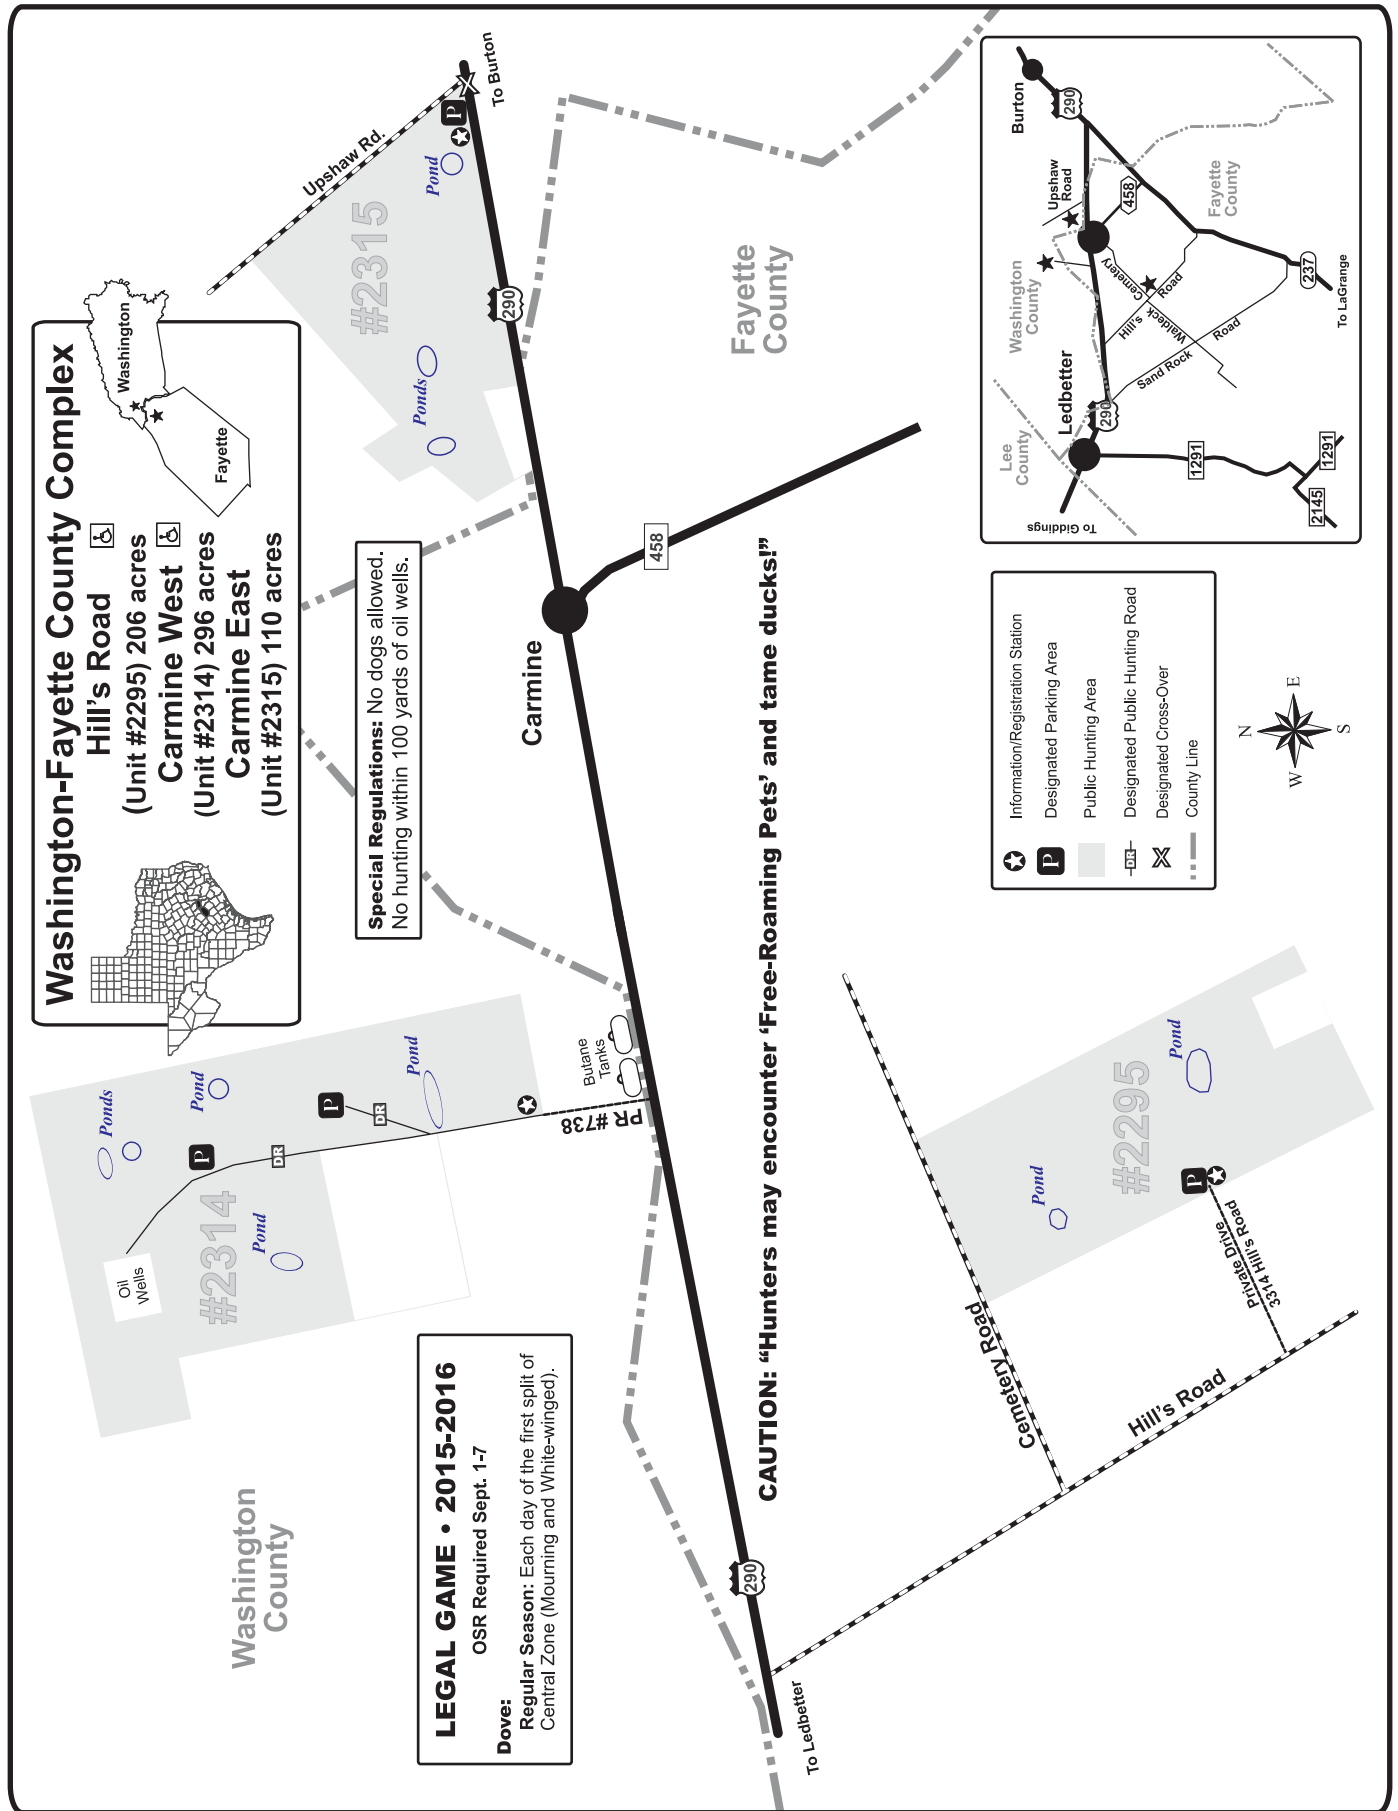 Washington-Fayette County Complex
Hill's Road
(Unit #2295) 206 acres
Carmine West
(Unit #2314) 296 acres
Carmine East
(Unit #2315) 110 acres
Washington
Fayette
Special Regulations: No dogs allowed.
No hunting within 100 yards of oil wells.
LEGAL GAME • 2015-2016
OSR Required Sept. 1-7
Dove:
Regular Season: Each day of the first split of
Central Zone (Mourning and White-winged).
Washington
County
#2314
Oil
Wells
Ponds
Pond
Pond
Pond
P
P
DR
DR
PR #738
Butane
Tanks
#2315
Upshaw Rd.
Ponds
Pond
P
To Burton
290
Carmine
458
Fayette
County
290
To Ledbetter
CAUTION: “Hunters may encounter ‘Free-Roaming Pets’ and tame ducks!”
Cemetery Road
Hill's Road
Private Drive
3314 Hill's Road
#2295
Pond
Pond
P
Information/Registration Station
P
Designated Parking Area
Public Hunting Area
DR
Designated Public Hunting Road
Designated Cross-Over
County Line
N
E
S
W
Burton
290
Upshaw
Road
458
Fayette
County
Washington
County
Cemetery
Road
Hill's
Waldeck
Sand Rock
Road
237
To LaGrange
Ledbetter
290
Lee
County
To Giddings
1291
1291
2145